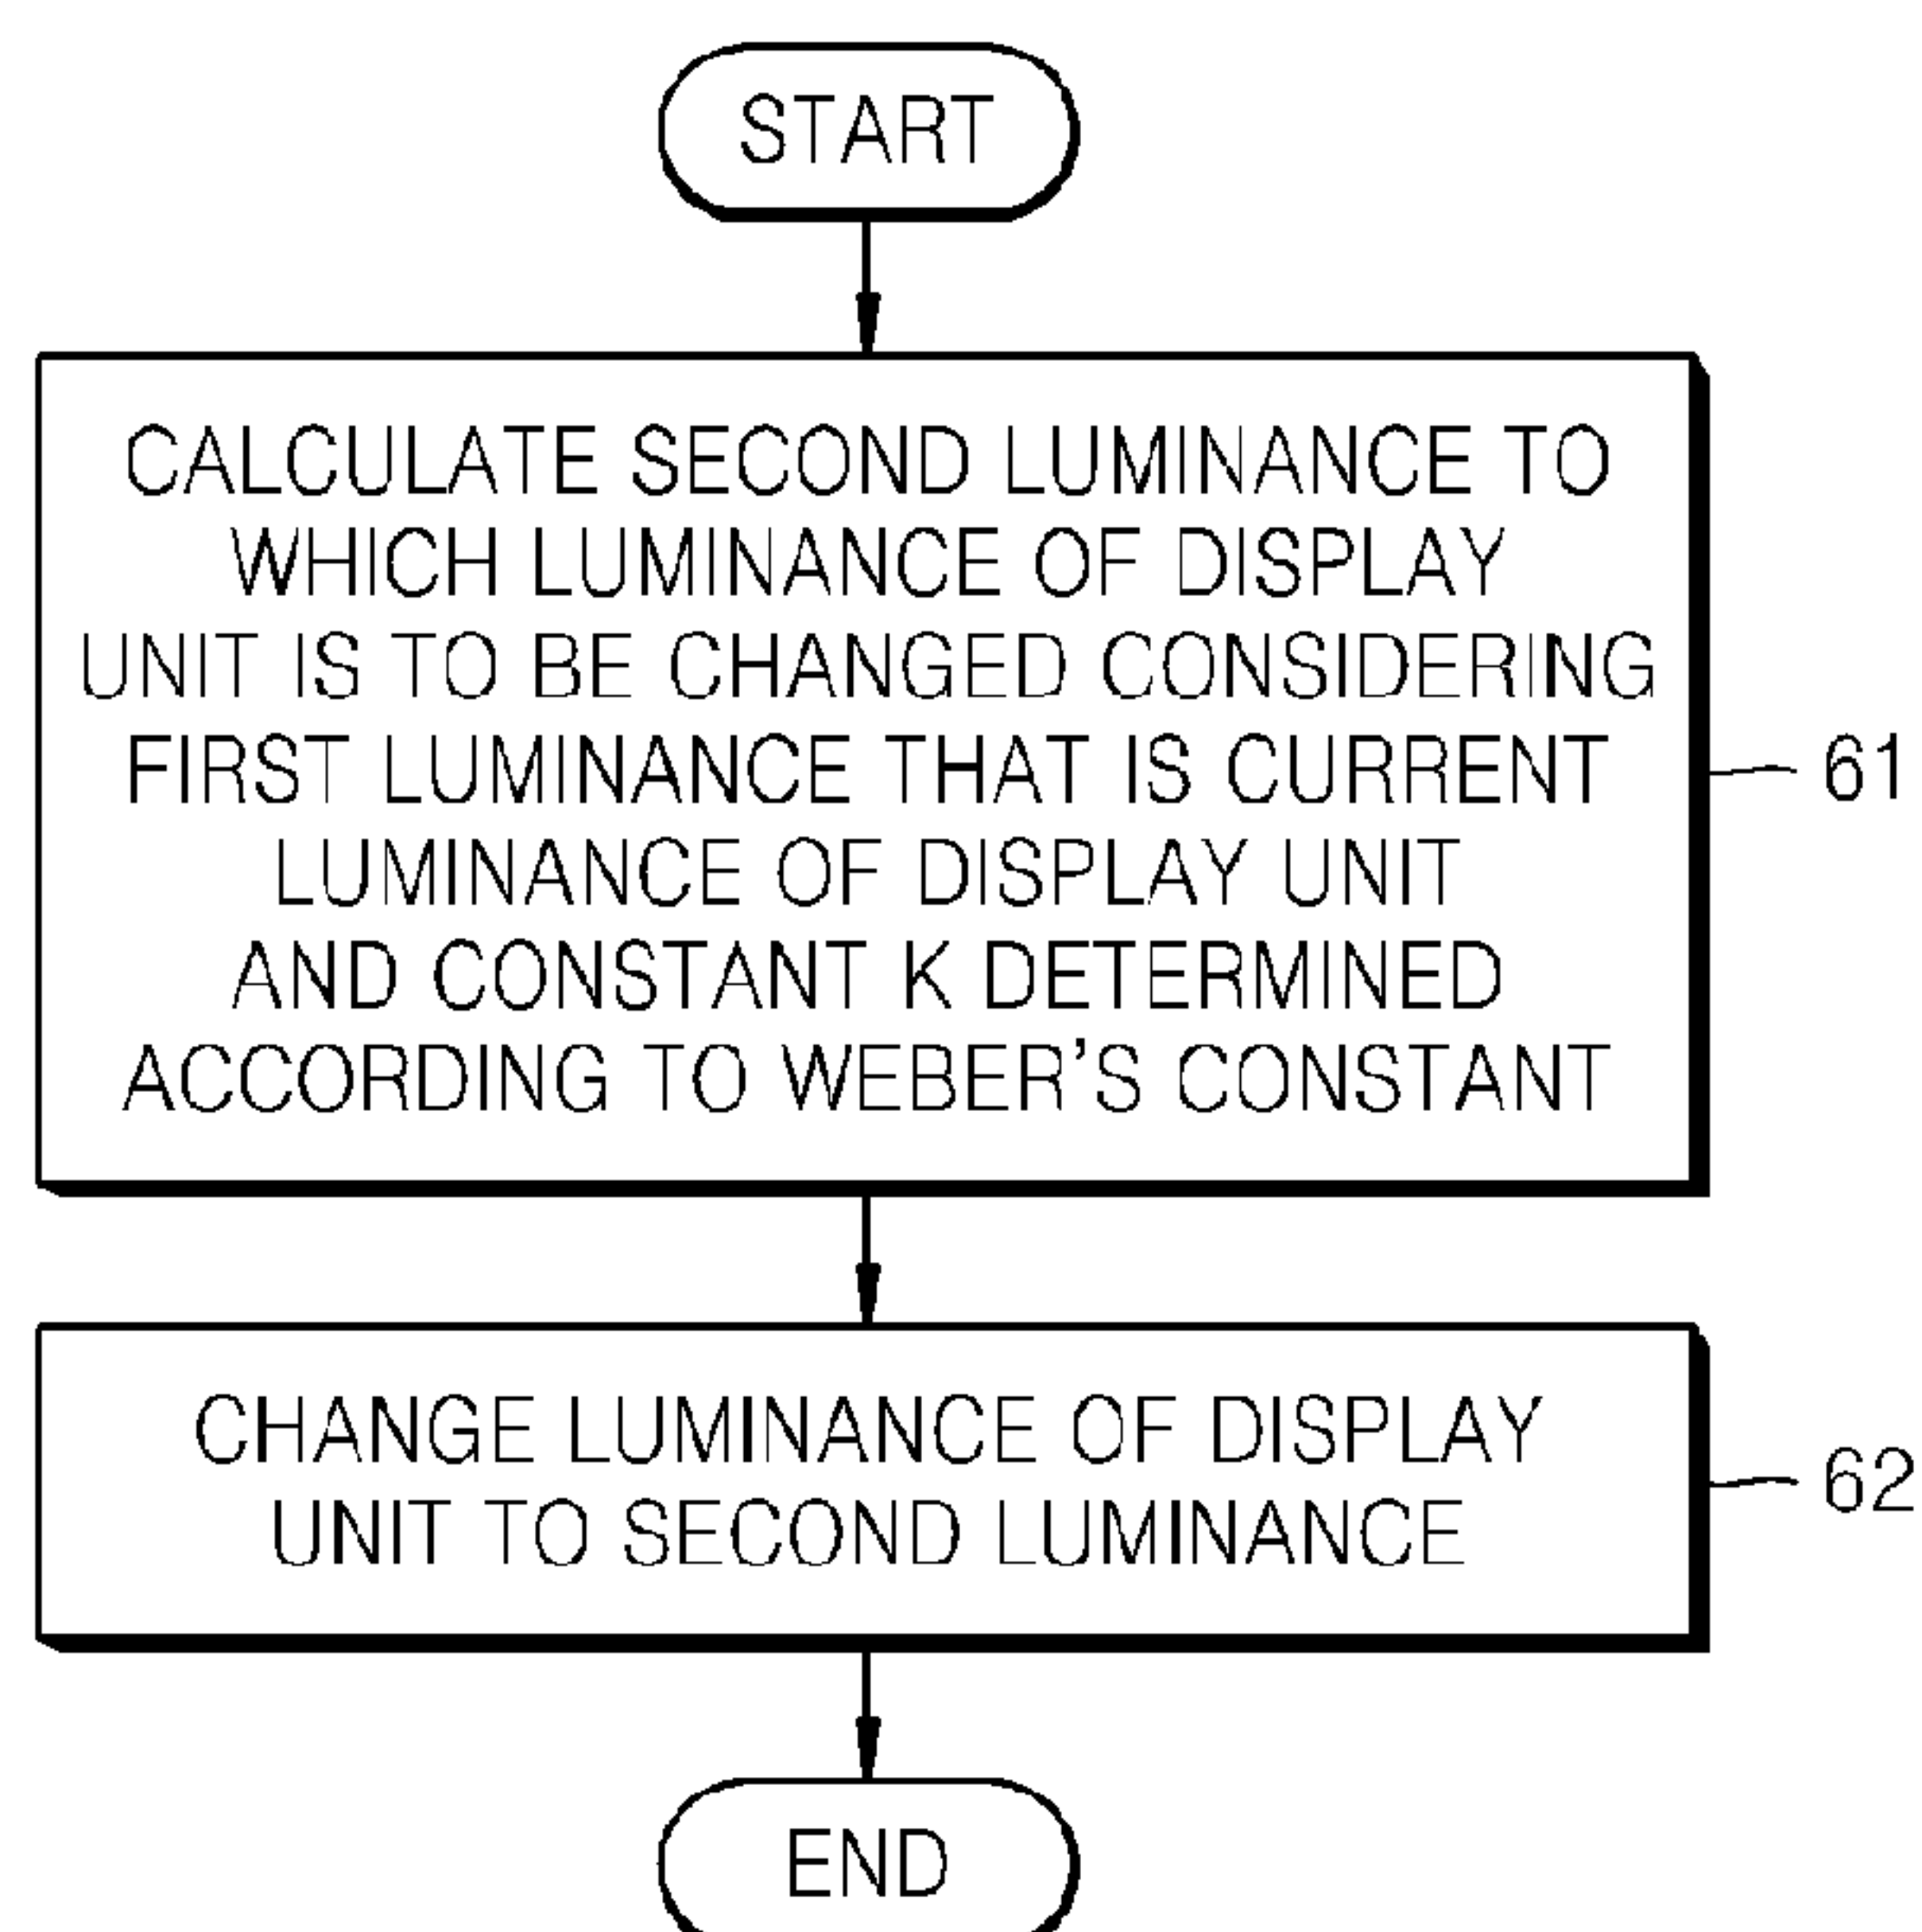 START
CALCULATE SECOND LUMINANCE TO
WHICH LUMINANCE OF DISPLAY
UNIT IS TO BE CHANGED CONSIDERING
FIRST LUMINANCE THAT IS CURRENT
LUMINANCE OF DISPLAY UNIT
AND CONSTANT K DETERMINED
ACCORDING TO WEBER'S CONSTANT
61
CHANGE LUMINANCE OF DISPLAY
UNIT TO SECOND LUMINANCE
62
END